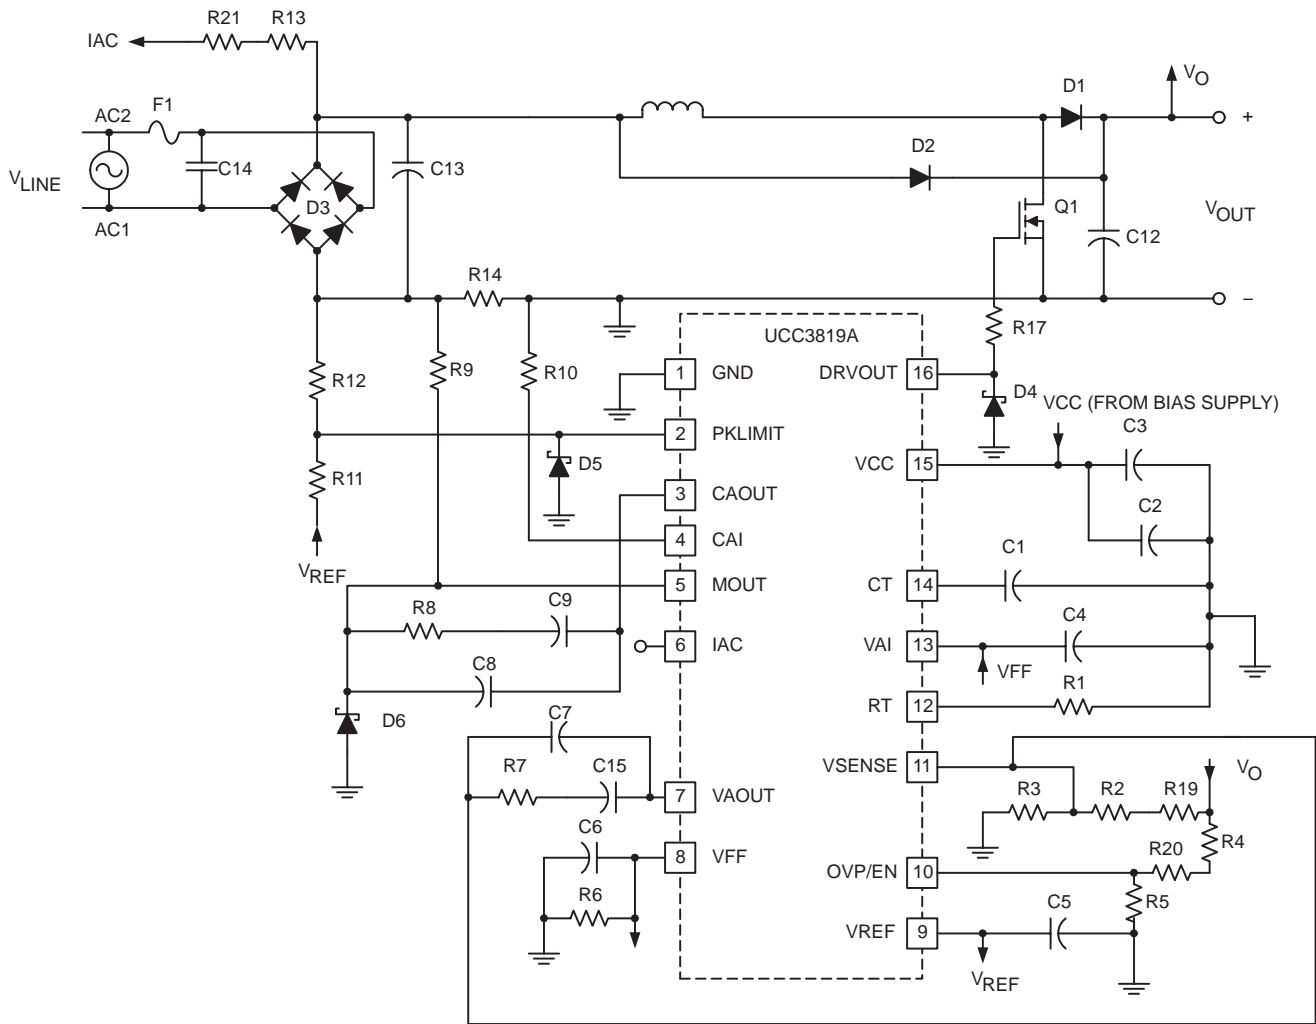 R21 R13
IAC
AC2 F1
D1
VO
+
D2
C14
C13
VLINE
D3
Q1
VOUT
AC1
C12
R14
−
R17
UCC3819A
R12
R9
R10
1 GND
DRVOUT 16
D4
VCC (FROM BIAS SUPPLY)
2 PKLIMIT
C3
R11
D5
VCC 15
3 CAOUT
C2
4 CAI
C1
VREF
5 MOUT
CT 14
R8
C9
C4
6 IAC
VAI 13
VFF
C8
R1
RT 12
D6
C7
VSENSE 11
VO
R7
C15
R3 R2 R19
7 VAOUT
C6
R4
8 VFF
R20
OVP/EN 10
R6
C5
R5
VREF 9
VREF